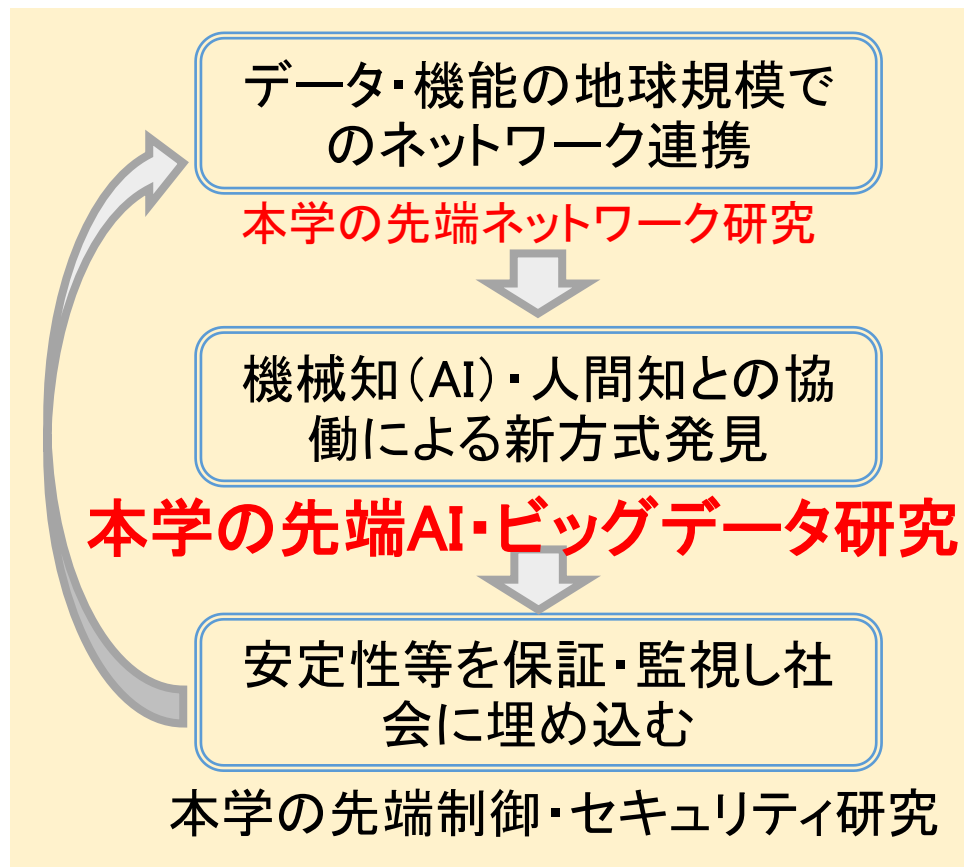 データ・機能の地球規模で
のネットワーク連携
本学の先端ネットワーク研究
機械知（AI）・人間知との協
働による新方式発見
本学の先端AI・ビッグデータ研究
安定性等を保証・監視し社
会に埋め込む
本学の先端制御・セキュリティ研究